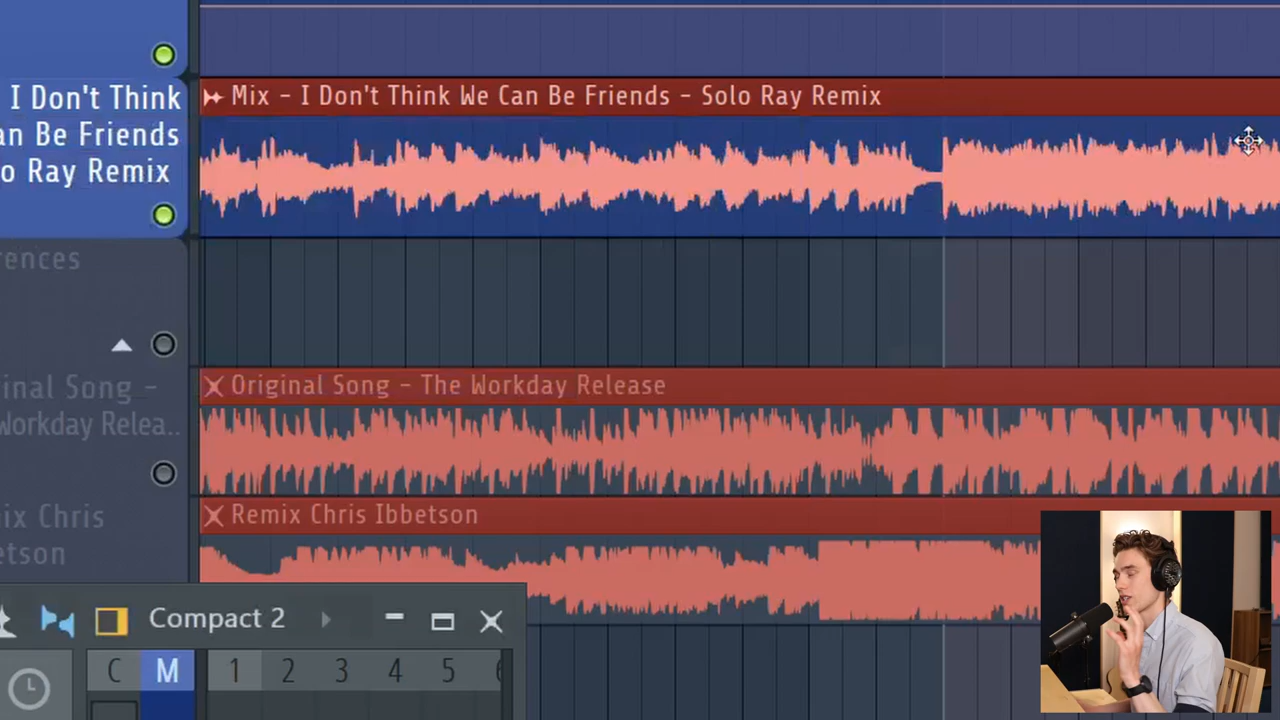 I Don't Think
an Be Friends
o Ray Remix
Mix - I Don't Think We Can Be Friends - Solo Ray Remix
rences
inal Song -
Workday Relea..
Original Song - The Workday Release
ix Chris
etson
Remix Chris Ibbetson
Compact 2
C M 1 2 3 4 5